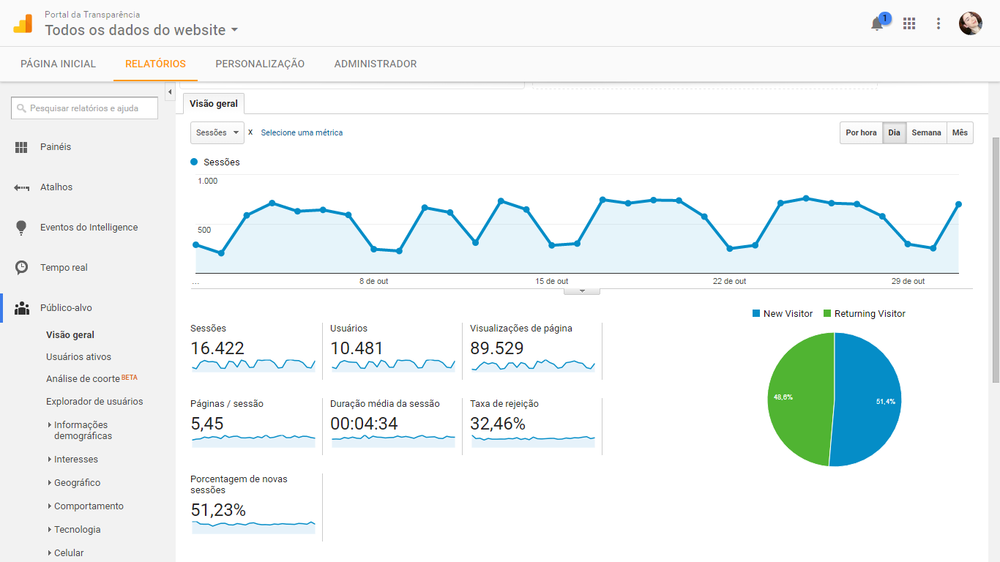 Portal da Transparência
Todos os dados do website
1
PÁGINA INICIAL RELATÓRIOS PERSONALIZAÇÃO ADMINISTRADOR
Pesquisar relatórios e ajuda
Painéis
Atalhos
Eventos do Intelligence
Tempo real
Público-alvo
Visão geral
Usuários ativos
Análise de coorte BETA
Explorador de usuários
Informações
demográficas
Interesses
Geográfico
Comportamento
Tecnologia
Celular
Visão geral
Sessões x Selecione uma métrica
Por hora Dia Semana Mês
Sessões
1.000
500
... 8 de out 15 de out 22 de out 29 de out
Sessões Usuários Visualizações de página
16.422 10.481 89.529
Páginas / sessão Duração média da sessão Taxa de rejeição
5,45 00:04:34 32,46%
Porcentagem de novas
sessões
51,23%
New Visitor Returning Visitor
48,6% 51,4%